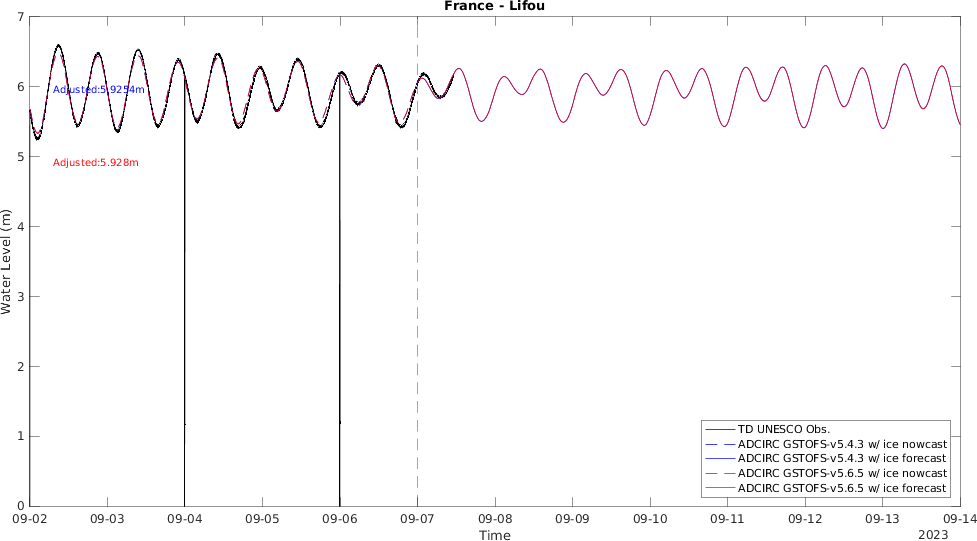 France - Lifou
7
6
5
4
3
2
1
0
Water Level (m)
Adjusted:5.9254m
Adjusted:5.928m
TD UNESCO Obs.
ADCIRC GSTOFS-v5.4.3 w/ ice nowcast
ADCIRC GSTOFS-v5.4.3 w/ ice forecast
ADCIRC GSTOFS-v5.6.5 w/ ice nowcast
ADCIRC GSTOFS-v5.6.5 w/ ice forecast
09-02 09-03 09-04 09-05 09-06 09-07 09-08 09-09 09-10 09-11 09-12 09-13 09-14
Time
2023